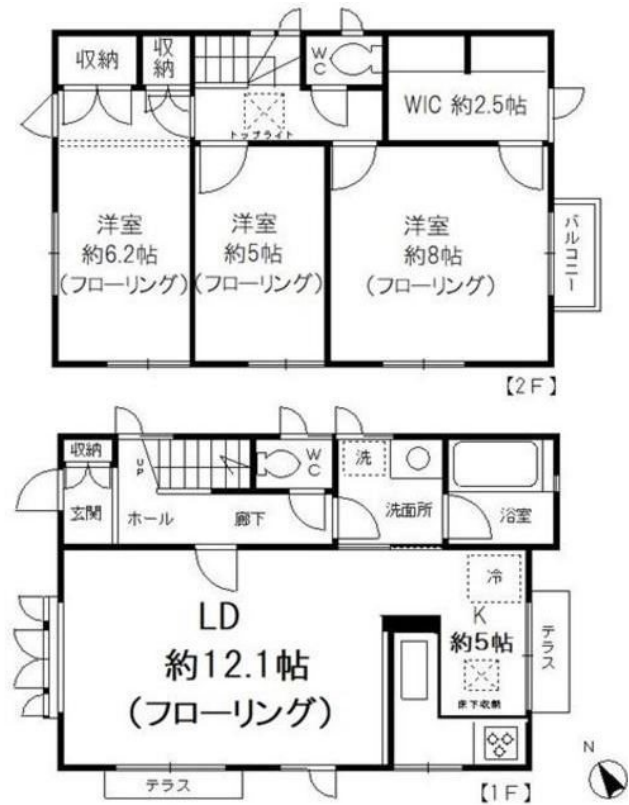 収納
収納
WC
トップライト
WIC 約2.5帖
洋室
約6.2帖
(フローリング)
洋室
約5帖
(フローリング)
洋室
約8帖
(フローリング)
バルコニー
【2F】
収納
UP
WC
洗
玄関
ホール
廊下
洗面所
浴室
LD
約12.1帖
(フローリング)
冷
K
約5帖
床下収納
テラス
テラス
N
【1F】